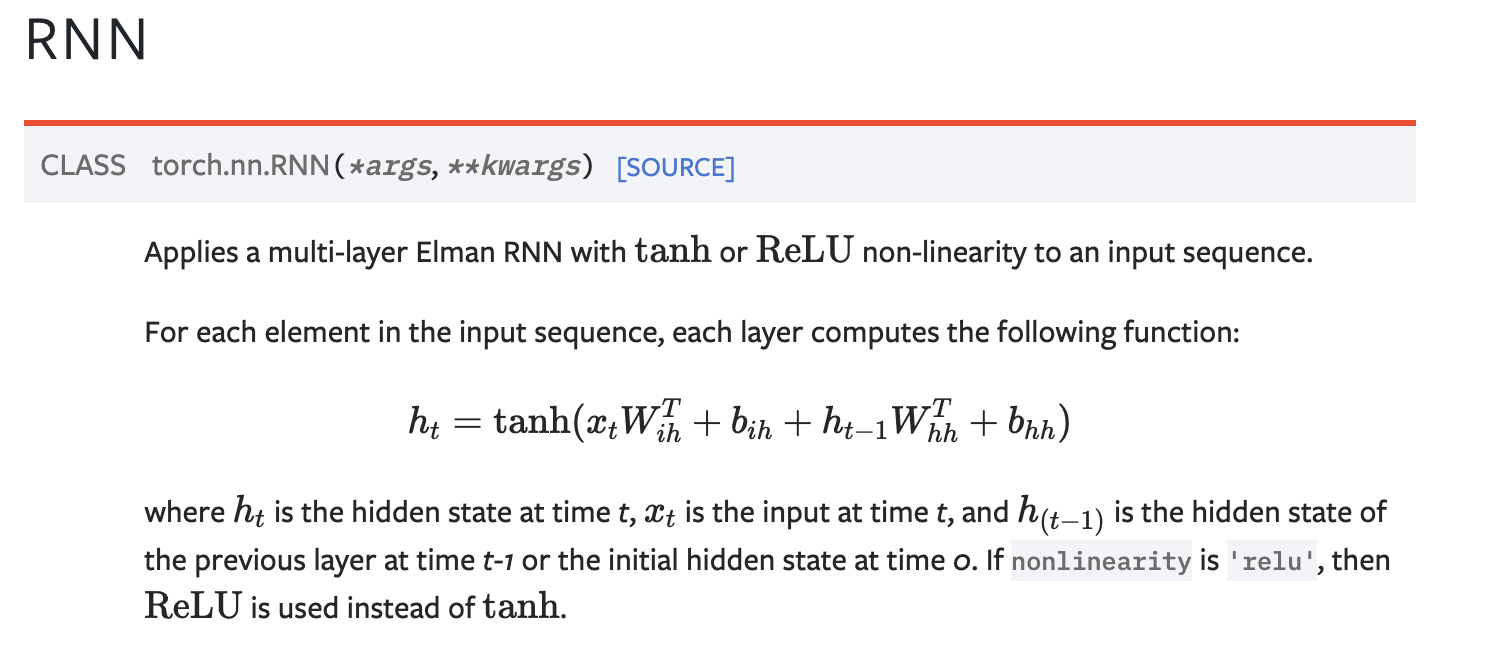 RNN
CLASS torch.nn.RNN(*args, **kwargs) [SOURCE]
Applies a multi-layer Elman RNN with tanh or ReLU non-linearity to an input sequence.
For each element in the input sequence, each layer computes the following function:
h_t = tanh(x_t W_{ih}^T + b_{ih} + h_{t−1} W_{hh}^T + b_{hh})
where h_t is the hidden state at time t, x_t is the input at time t, and h_{(t−1)} is the hidden state of
the previous layer at time t-1 or the initial hidden state at time 0. If nonlinearity is 'relu', then
ReLU is used instead of tanh.